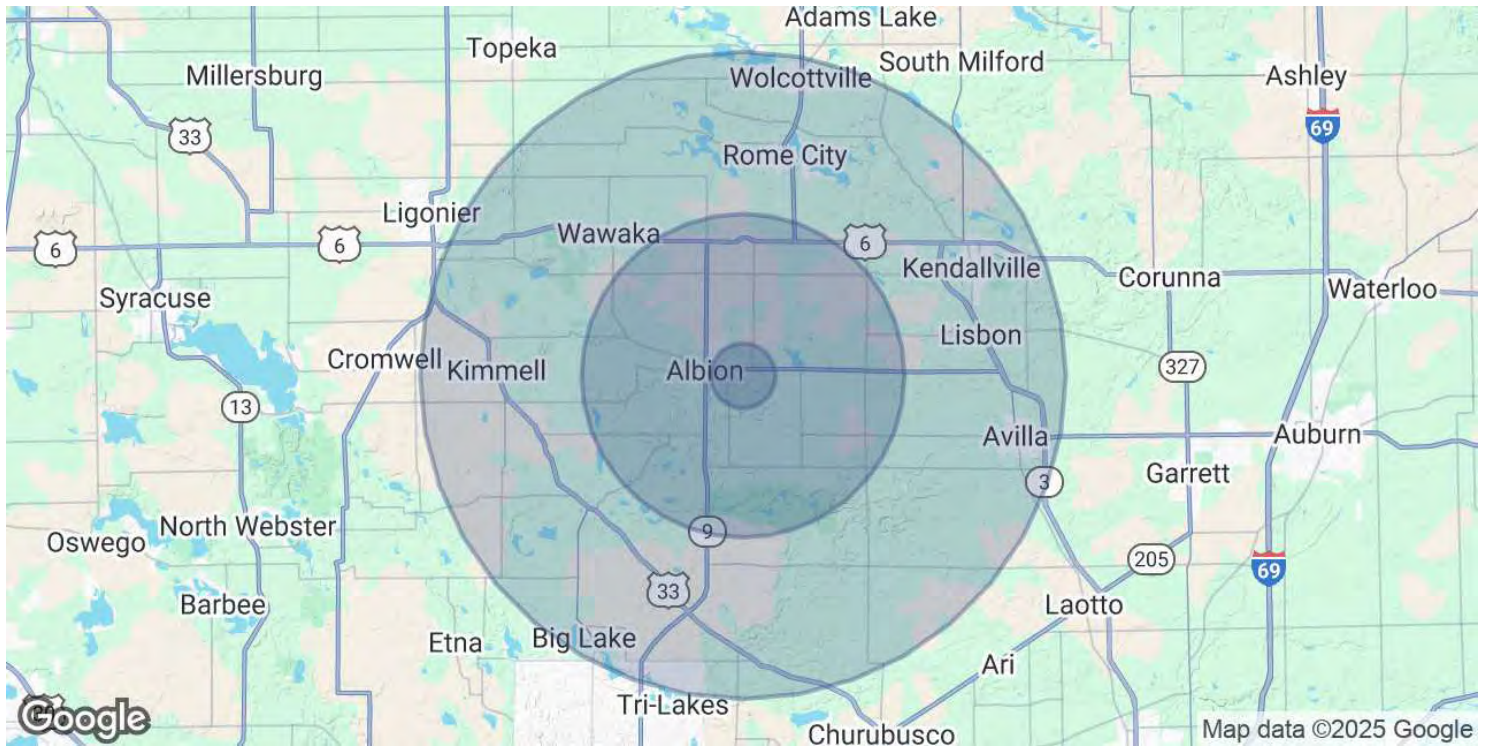 Adams Lake
Topeka
South Milford
Millersburg
Wolcottville
Ashley
69
33
Rome City
Ligonier
Wawaka
6
6
6
Kendallville
Corunna
Waterloo
Syracuse
Lisbon
Cromwell
Kimmell
Albion
327
13
Avilla
Auburn
Garrett
3
North Webster
9
Oswego
205
69
33
Barbee
Laotto
Etna
Big Lake
Ari
Tri-Lakes
Churubusco
Google
Map data ©2025 Google